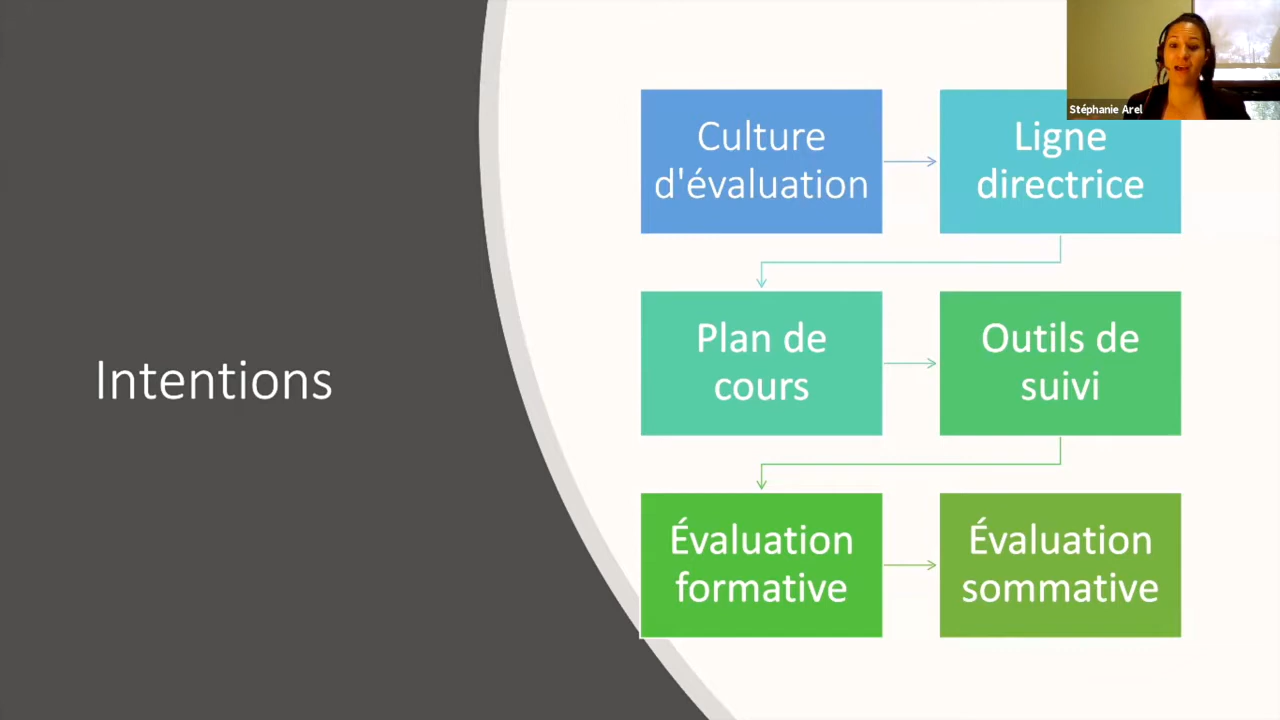 Stéphanie Arel
Culture
d'évaluation
Ligne
directrice
Plan de
cours
Outils de
suivi
Intentions
Évaluation
formative
Évaluation
sommative